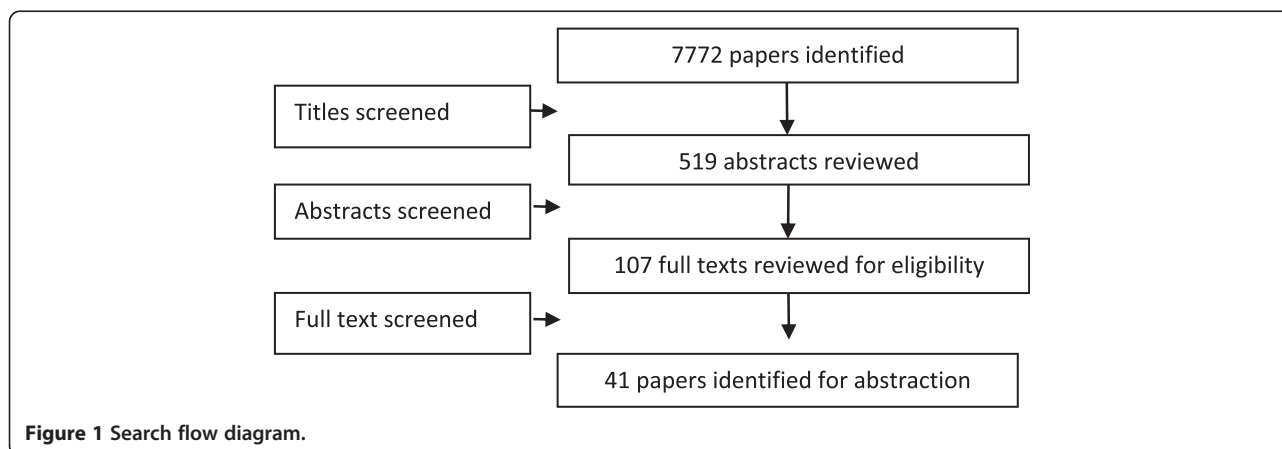 7772 papers identified
Titles screened
519 abstracts reviewed
Abstracts screened
107 full texts reviewed for eligibility
Full text screened
41 papers identified for abstraction
Figure 1 Search flow diagram.